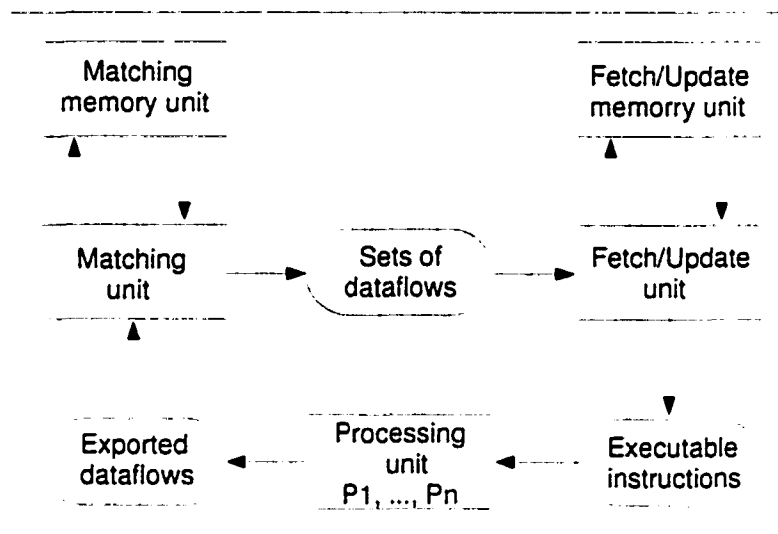 Matching
memory unit
Fetch/Update
memorry unit
Matching
unit
Sets of
dataflows
Fetch/Update
unit
Exported
dataflows
Processing
unit
P1, ..., Pn
Executable
instructions